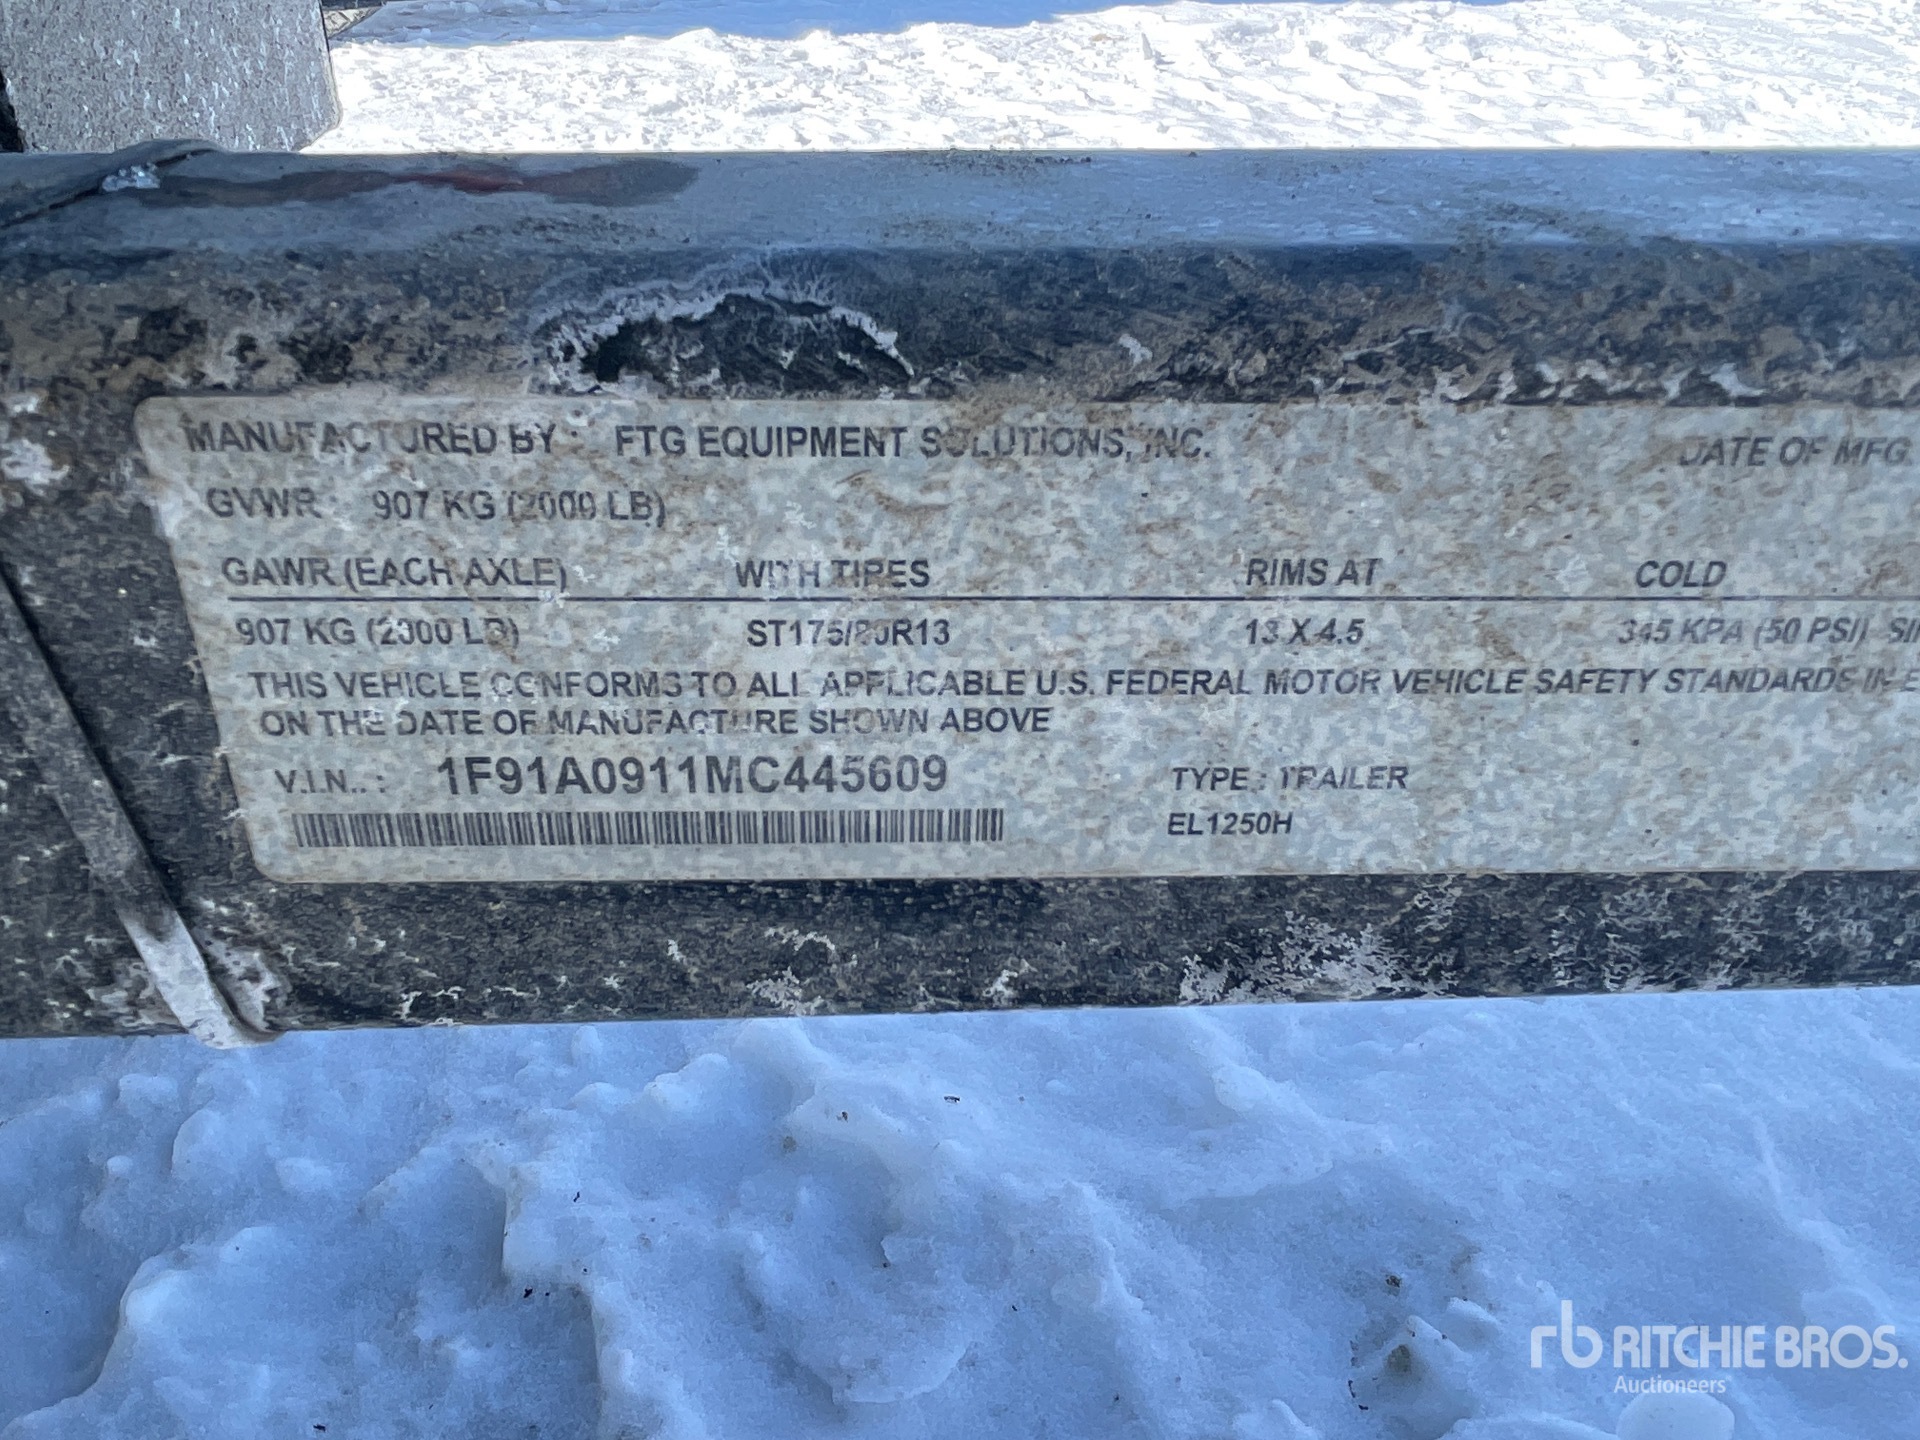 MANUFACTURED BY : FTG EQUIPMENT SOLUTIONS, INC. DATE OF MFG.
GVWR : 907 KG (2000 LB)
GAWR (EACH AXLE) WITH TIRES RIMS AT COLD
907 KG (2000 LB) ST175/80R13 13 X 4.5 345 KPA (50 PSI)
THIS VEHICLE CONFORMS TO ALL APPLICABLE U.S. FEDERAL MOTOR VEHICLE SAFETY STANDARDS IN
ON THE DATE OF MANUFACTURE SHOWN ABOVE
V.I.N.. : 1F91A0911MC445609 TYPE : TRAILER
EL1250H
rb RITCHIE BROS.
Auctioneers